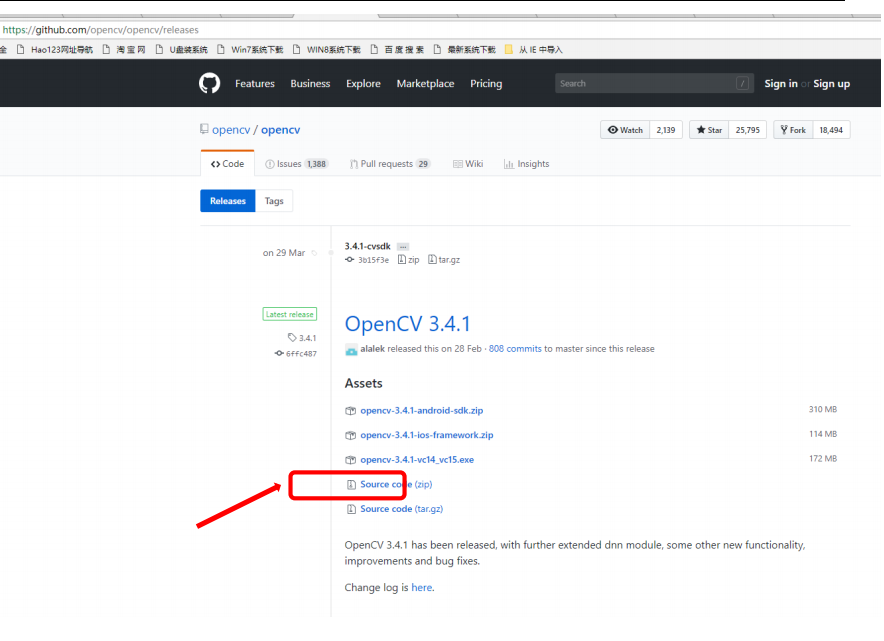 https://github.com/opencv/opencv/releases
全 Hao123网址导航 淘 宝 网 U盘装系统 Win7系统下载 WIN8系统下载 百 度 搜 索 最新系统下载 从 IE 中导入
Features Business Explore Marketplace Pricing Search / Sign in or Sign up
opencv / opencv Watch 2,139 Star 25,795 Fork 18,494
Code Issues 1,388 Pull requests 29 Wiki Insights
Releases Tags
3.4.1-cvsdk ...
on 29 Mar
3b15f3e zip tar.gz
Latest release
OpenCV 3.4.1
3.4.1
alalek released this on 28 Feb · 808 commits to master since this release
6ffc487
Assets
opencv-3.4.1-android-sdk.zip 310 MB
opencv-3.4.1-ios-framework.zip 114 MB
opencv-3.4.1-vc14_vc15.exe 172 MB
Source code (zip)
Source code (tar.gz)
OpenCV 3.4.1 has been released, with further extended dnn module, some other new functionality,
improvements and bug fixes.
Change log is here.